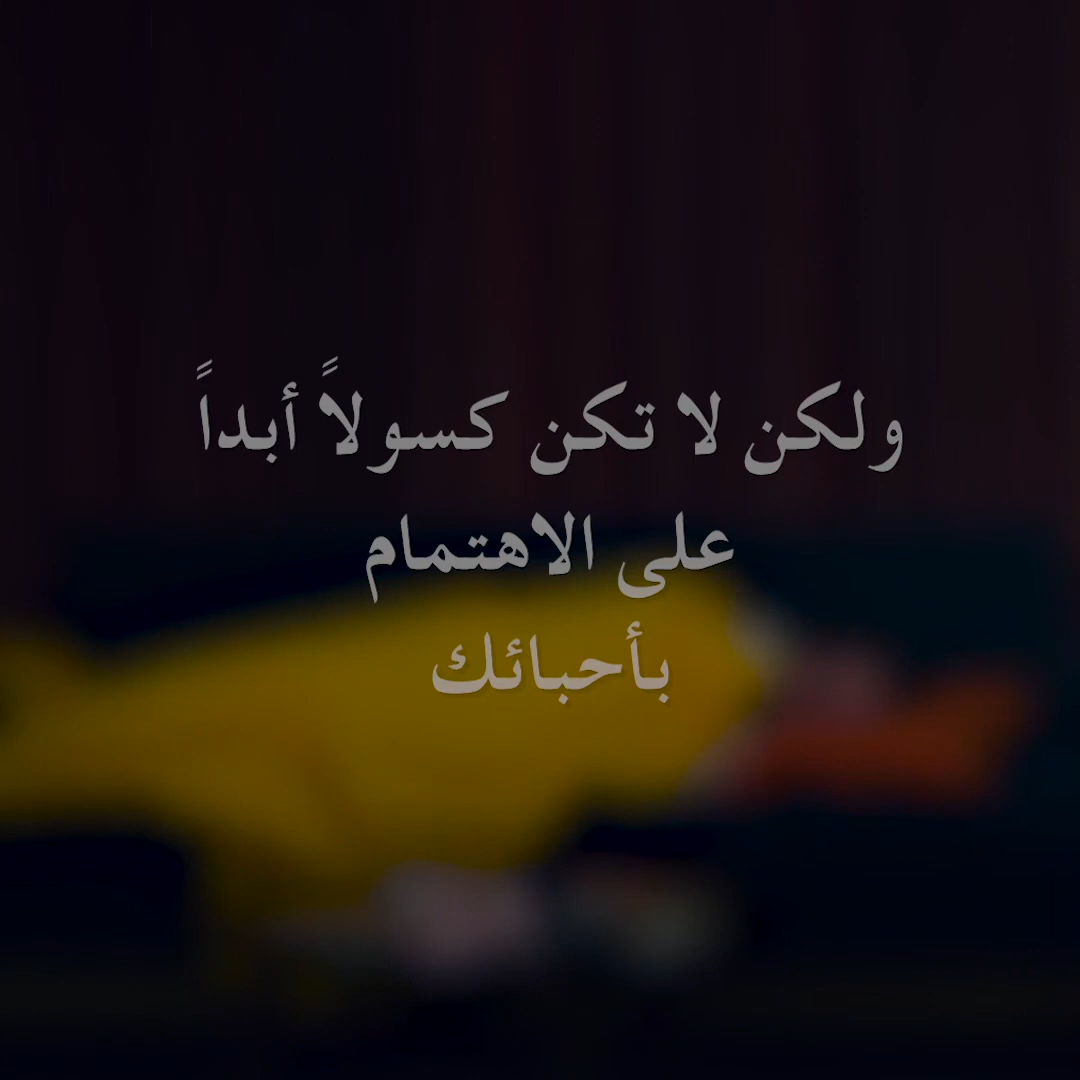 ولكن لا تكن كسولاً أبداً
على الاهتمام
بأحبائك